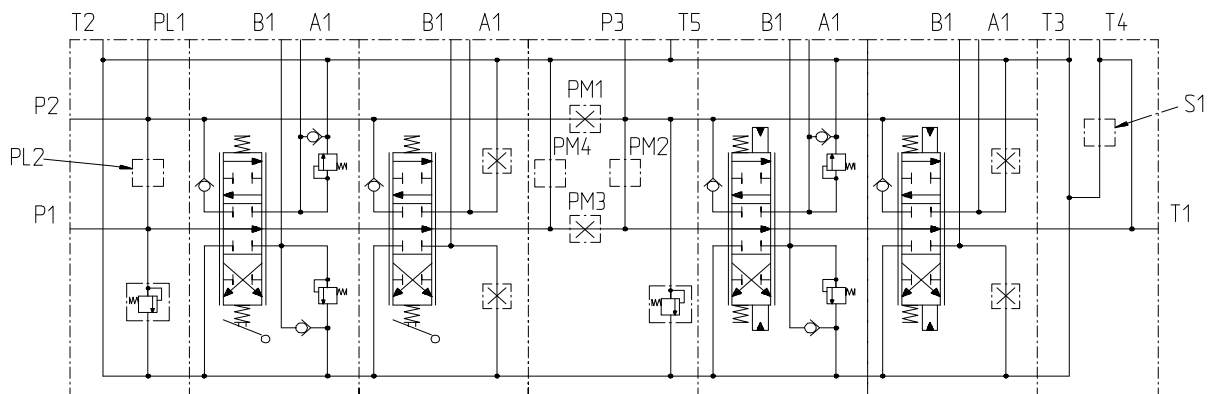 T2 PL1 B1 A1 B1 A1 P3 T5 B1 A1 B1 A1 T3 T4
PM1
P2
S1
PM4 PM2
PL2
PM3
P1
T1